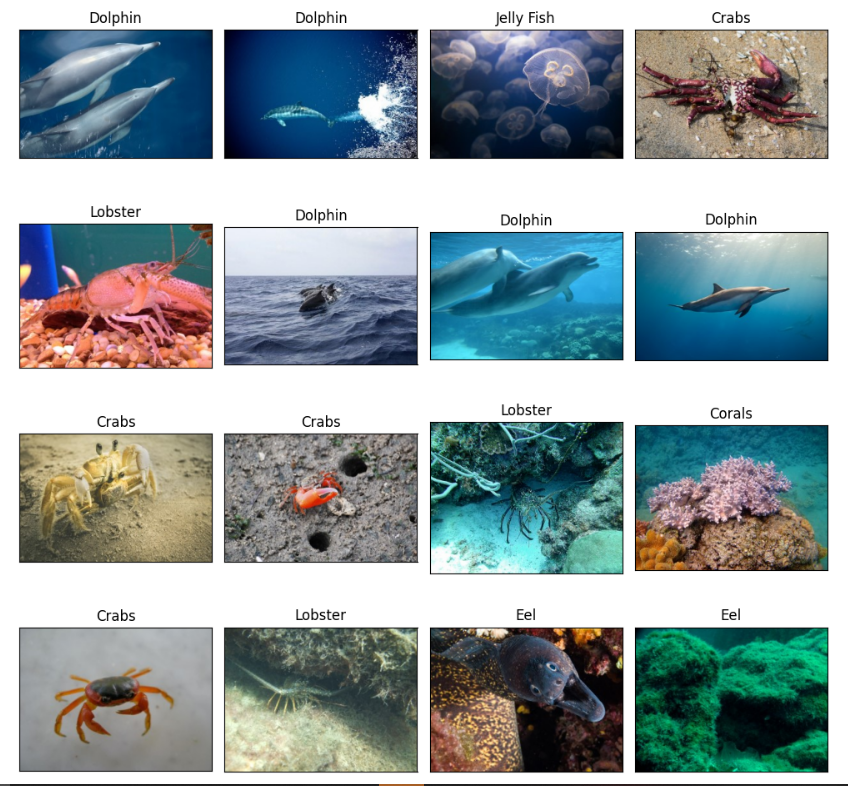 Dolphin
Dolphin
Jelly Fish
Crabs
Lobster
Dolphin
Dolphin
Dolphin
Crabs
Crabs
Lobster
Corals
Crabs
Lobster
Eel
Eel